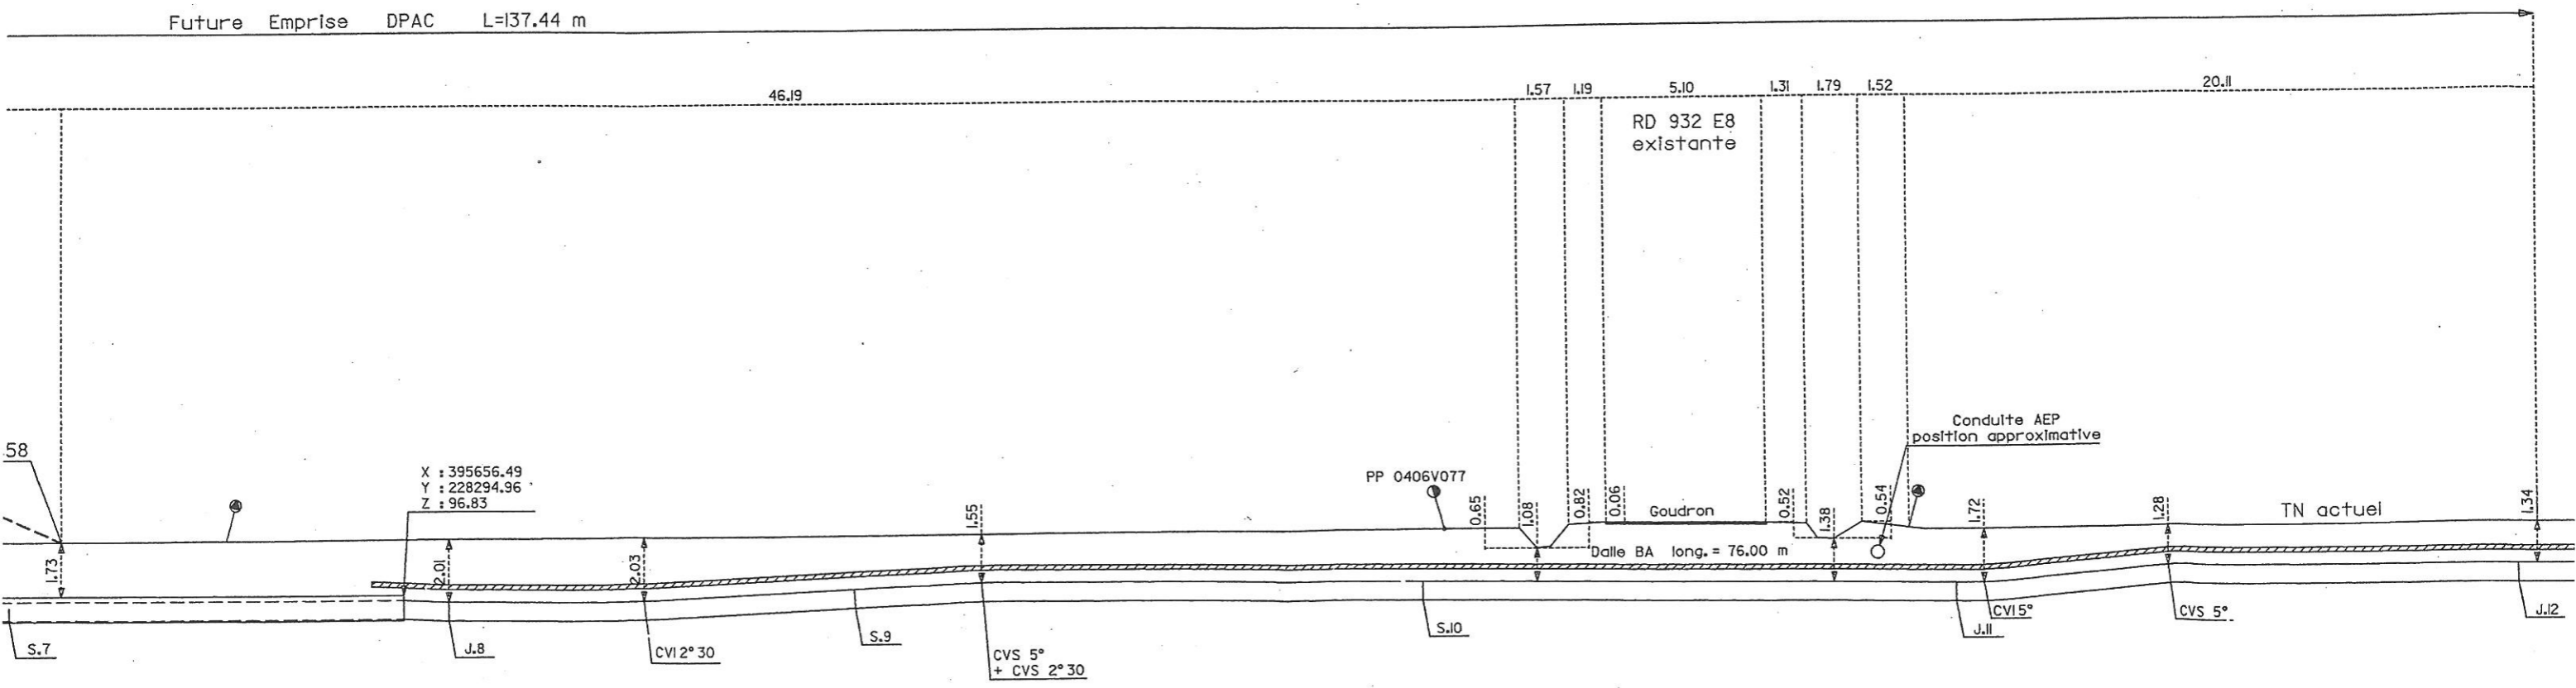 Future Emprise DPAC L=137.44 m
46.19
1.57
1.19
5.10
1.31
1.79
1.52
20.11
RD 932 E8
existante
58
X : 395656.49
Y : 228294.96
Z : 96.83
PP 0406V077
Conduite AEP
position approximative
1.73
2.01
2.03
1.55
0.65
1.08
0.82
0.06
Goudron
0.52
1.38
0.54
1.72
1.28
TN actuel
1.34
Dalle BA long. = 76.00 m
S.7
J.8
CVI 2°30
S.9
CVS 5°
+ CVS 2°30
S.10
J.11
CVI 5°
CVS 5°
J.12